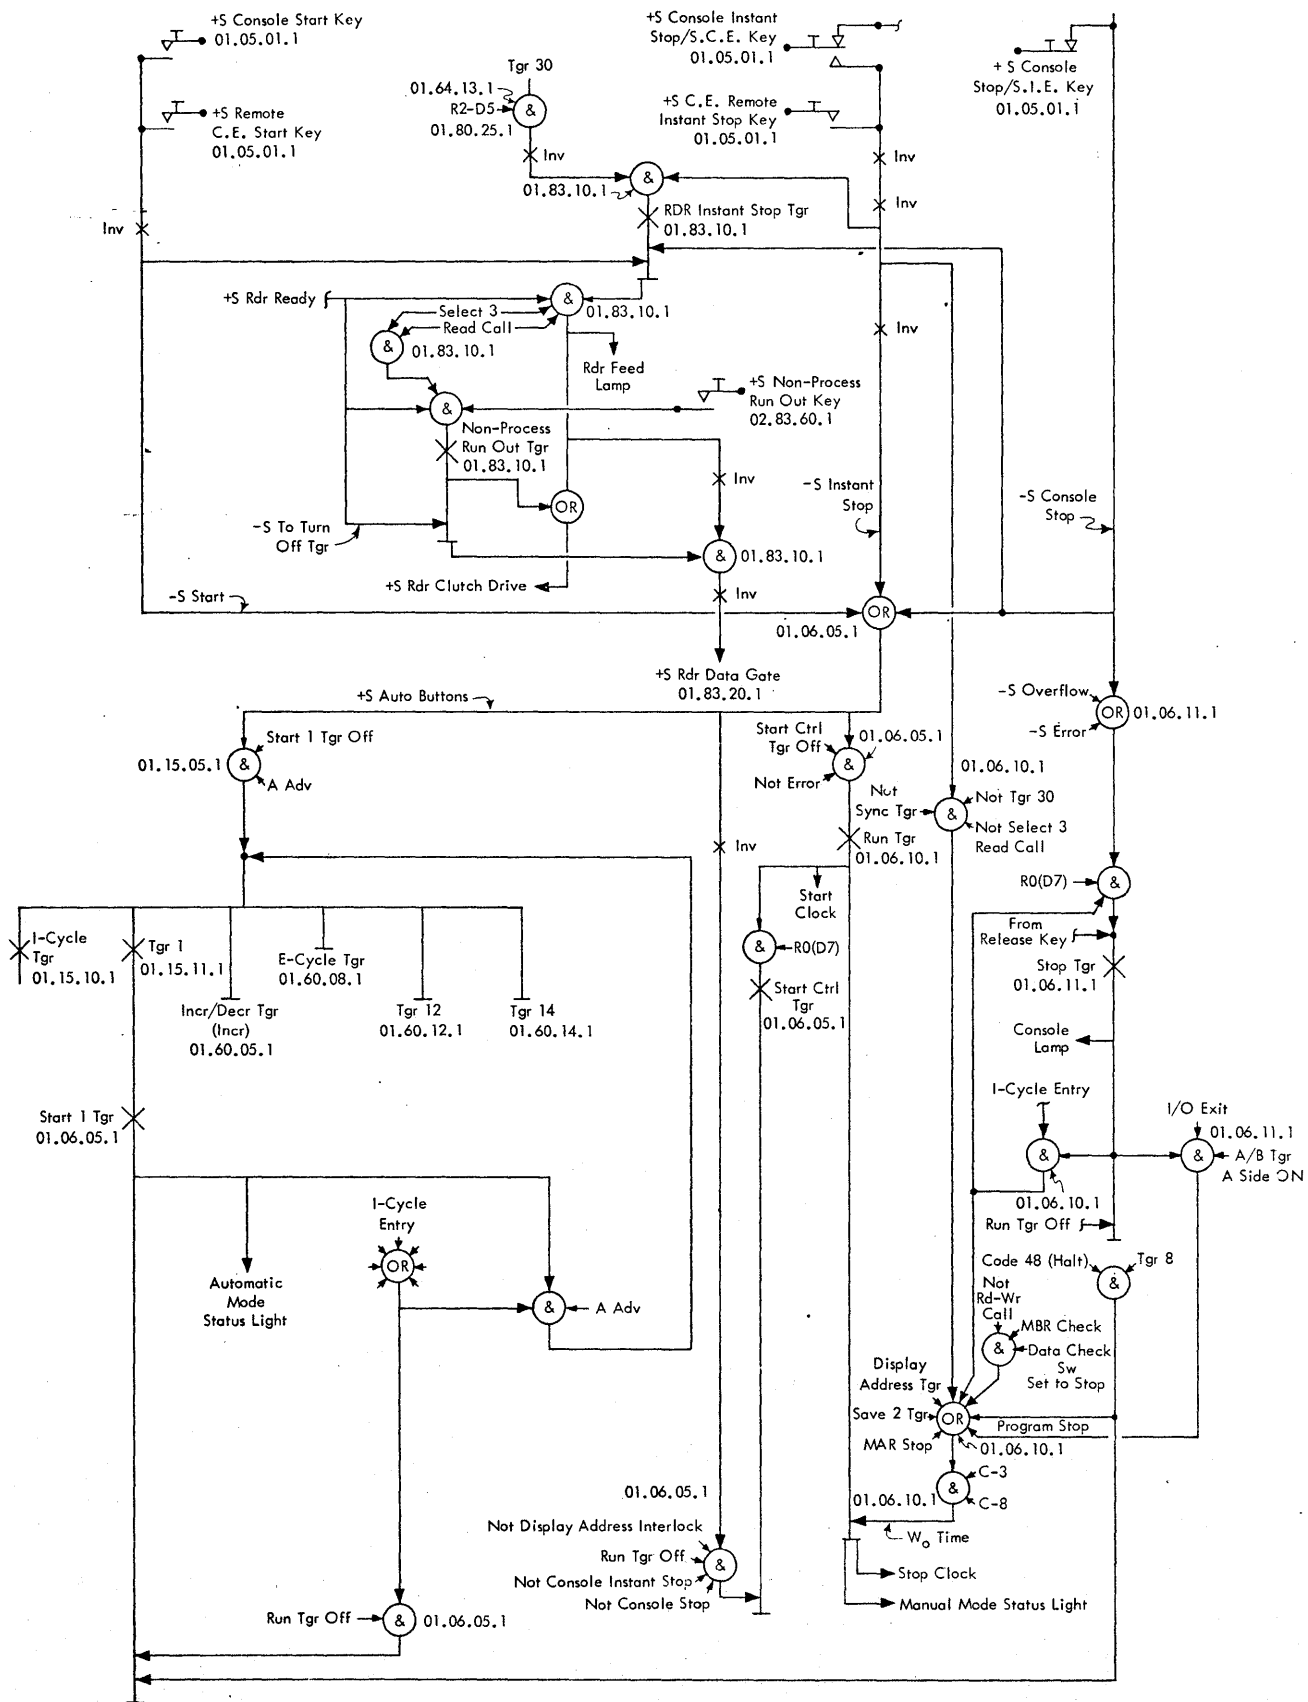 +S Console Start Key
01.05.01.1
+S Remote
C.E. Start Key
01.05.01.1
Tgr 30
01.64.13.1
R2-D5
&
01.80.25.1
Inv
+S Console Instant
Stop/S.C.E. Key
01.05.01.1
+S C.E. Remote
Instant Stop Key
01.05.01.1
+ S Console
Stop/S.I.E. Key
01.05.01.1
Inv
Inv
&
01.83.10.1
RDR Instant Stop Tgr
01.83.10.1
Inv
+S Rdr Ready
&
01.83.10.1
Select 3
Read Call
&
01.83.10.1
Rdr Feed
Lamp
Inv
+S Non-Process
Run Out Key
02.83.60.1
&
Non-Process
Run Out Tgr
01.83.10.1
Inv
OR
-S To Turn
Off Tgr
&
01.83.10.1
+S Rdr Clutch Drive
Inv
-S Instant
Stop
-S Console
Stop
-S Start
OR
01.06.05.1
+S Rdr Data Gate
01.83.20.1
+S Auto Buttons
-S Overflow
OR
01.06.11.1
-S Error
Start 1 Tgr Off
01.15.05.1
&
A Adv
Start Ctrl
Tgr Off
01.06.05.1
&
Not Error
01.06.10.1
Not
Sync Tgr
&
Not Tgr 30
Not Select 3
Read Call
Inv
Run Tgr
01.06.10.1
Start
Clock
&
R0(D7)
R0(D7)
&
From
Release Key
Stop Tgr
01.06.11.1
I-Cycle
Tgr
01.15.10.1
Tgr 1
01.15.11.1
Incr/Decr Tgr
(Incr)
01.60.05.1
E-Cycle Tgr
01.60.08.1
Tgr 12
01.60.12.1
Tgr 14
01.60.14.1
Start Ctrl
Tgr
01.06.05.1
Console
Lamp
Start 1 Tgr
01.06.05.1
I-Cycle Entry
&
01.06.10.1
I/O Exit
01.06.11.1
&
A/B Tgr
A Side ON
Run Tgr Off
I-Cycle
Entry
OR
Automatic
Mode
Status Light
&
A Adv
Code 48 (Halt)
Tgr 8
&
Not
Rd-Wr
Call
MBR Check
&
Data Check
Sw
Set to Stop
Display
Address Tgr
Save 2 Tgr
OR
Program Stop
MAR Stop
01.06.10.1
C-3
&
C-8
01.06.10.1
W₀ Time
01.06.05.1
Not Display Address Interlock
Run Tgr Off
&
Not Console Instant Stop
Not Console Stop
Stop Clock
Manual Mode Status Light
Run Tgr Off
&
01.06.05.1